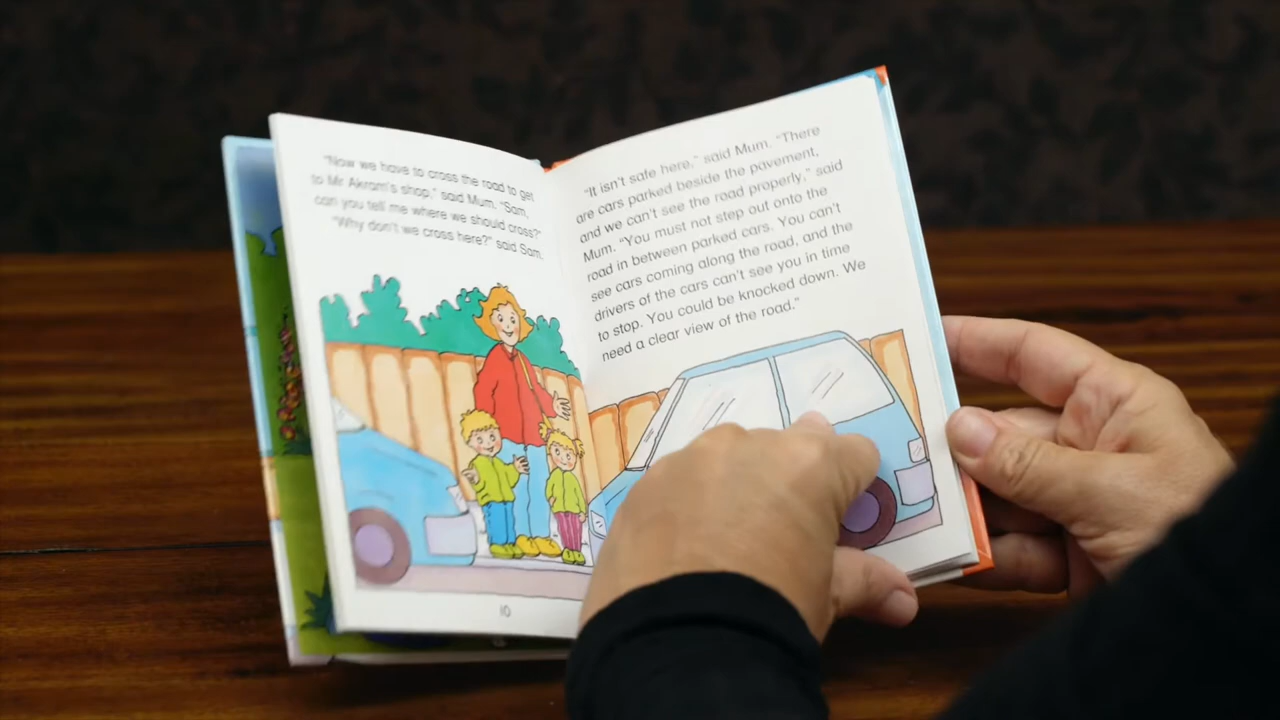 "Now we have to cross the road to get
to Mr Akram's shop," said Mum. "Sam,
can you tell me where we should cross?"
"Why don't we cross here?" said Sam.
10
"It isn't safe here," said Mum. "There
are cars parked beside the pavement,
and we can't see the road properly," said
Mum. "You must not step out onto the
road in between parked cars. You can't
see cars coming along the road, and the
drivers of the cars can't see you in time
to stop. You could be knocked down. We
need a clear view of the road."